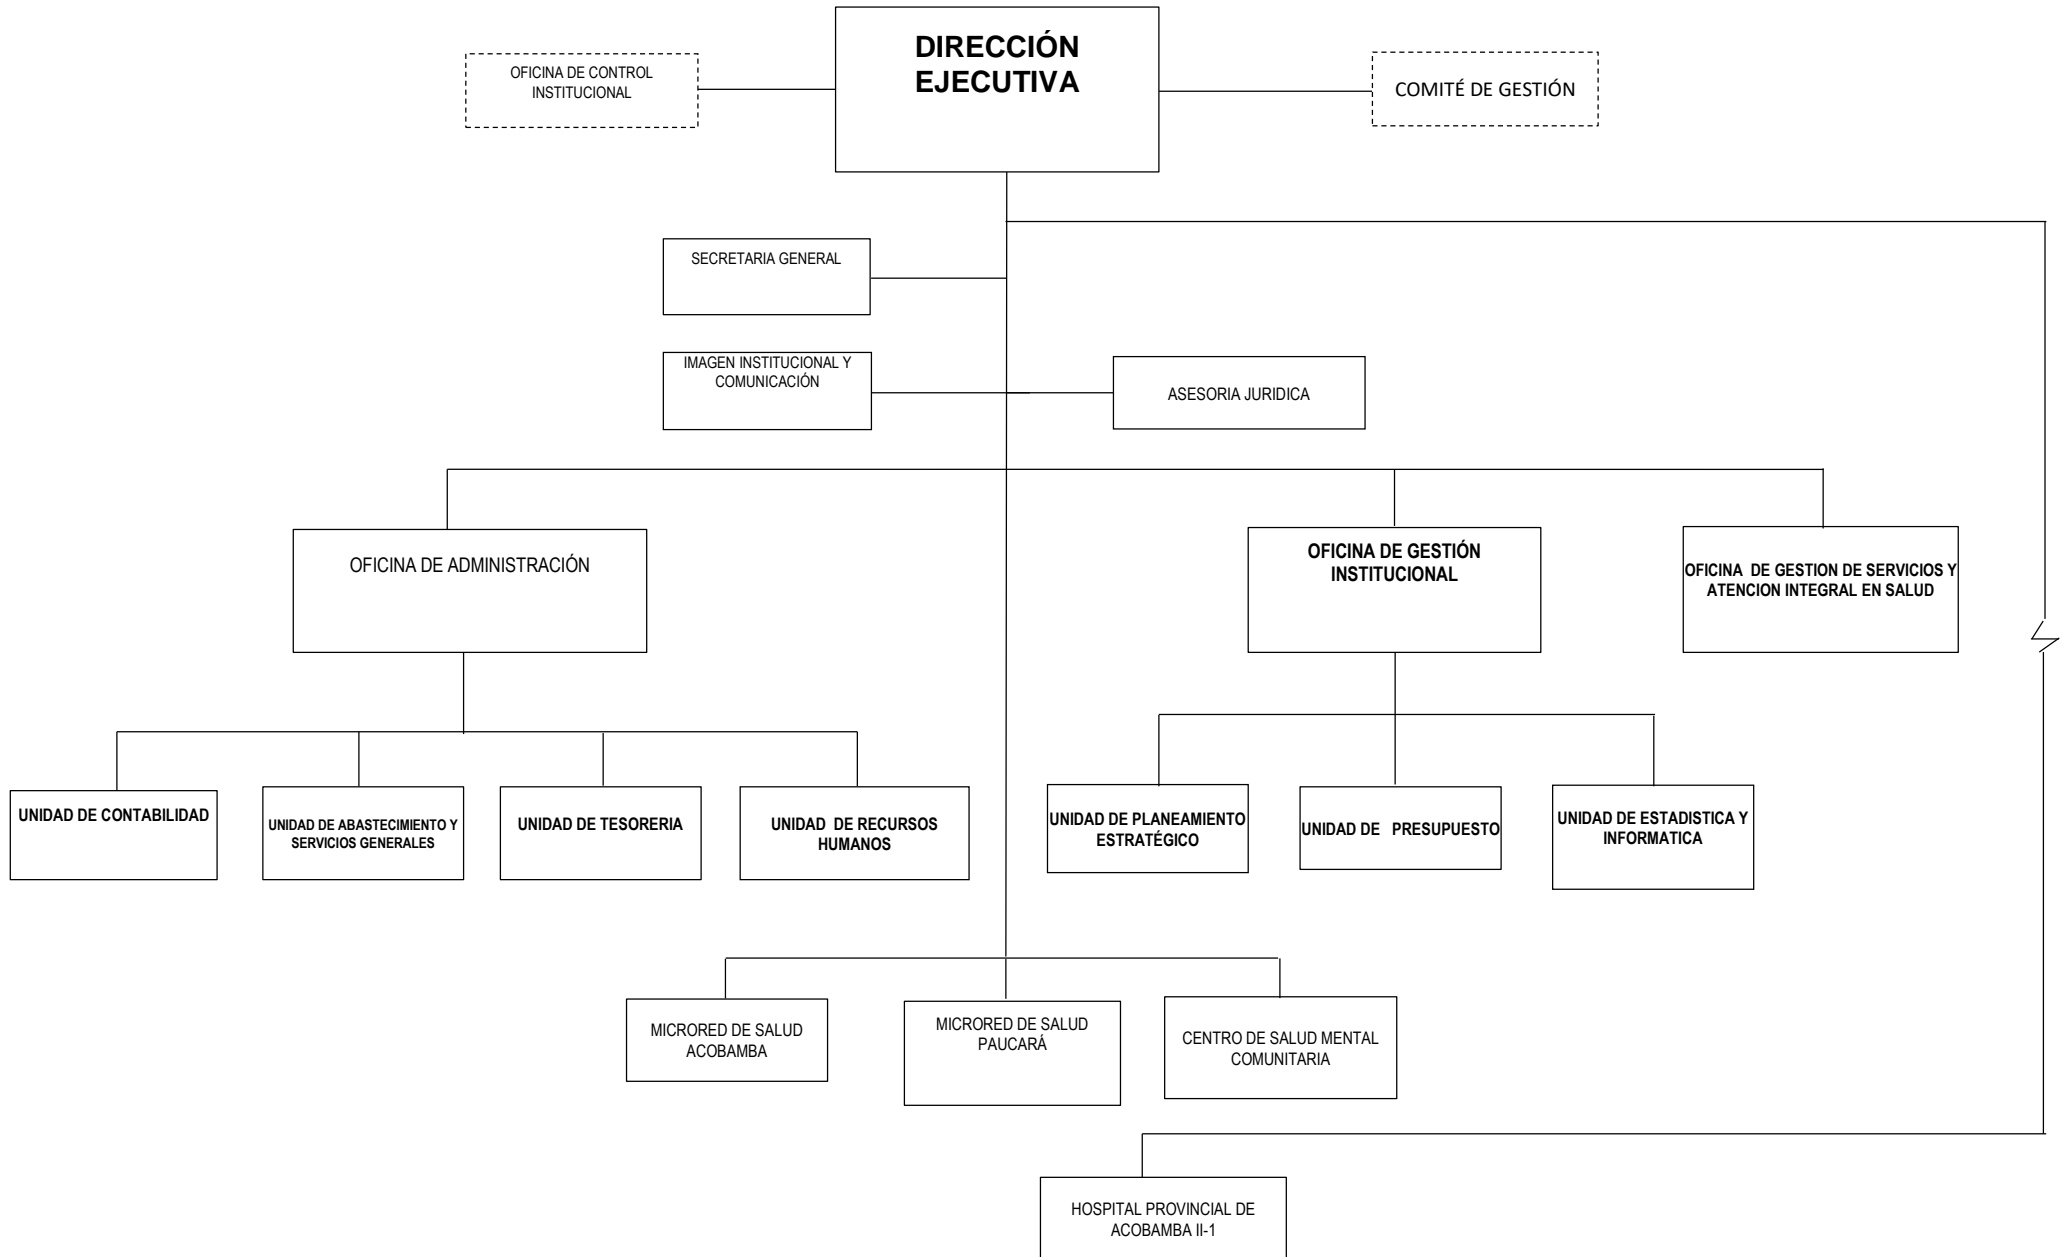 DIRECCIÓN
EJECUTIVA
OFICINA DE CONTROL
INSTITUCIONAL
COMITÉ DE GESTIÓN
SECRETARIA GENERAL
IMAGEN INSTITUCIONAL Y
COMUNICACIÓN
ASESORIA JURIDICA
OFICINA DE ADMINISTRACIÓN
OFICINA DE GESTIÓN
INSTITUCIONAL
OFICINA DE GESTION DE SERVICIOS Y
ATENCION INTEGRAL EN SALUD
UNIDAD DE CONTABILIDAD
UNIDAD DE ABASTECIMIENTO Y
SERVICIOS GENERALES
UNIDAD DE TESORERIA
UNIDAD DE RECURSOS
HUMANOS
UNIDAD DE PLANEAMIENTO
ESTRATÉGICO
UNIDAD DE PRESUPUESTO
UNIDAD DE ESTADISTICA Y
INFORMATICA
MICRORED DE SALUD
ACOBAMBA
MICRORED DE SALUD
PAUCARÁ
CENTRO DE SALUD MENTAL
COMUNITARIA
HOSPITAL PROVINCIAL DE
ACOBAMBA II-1